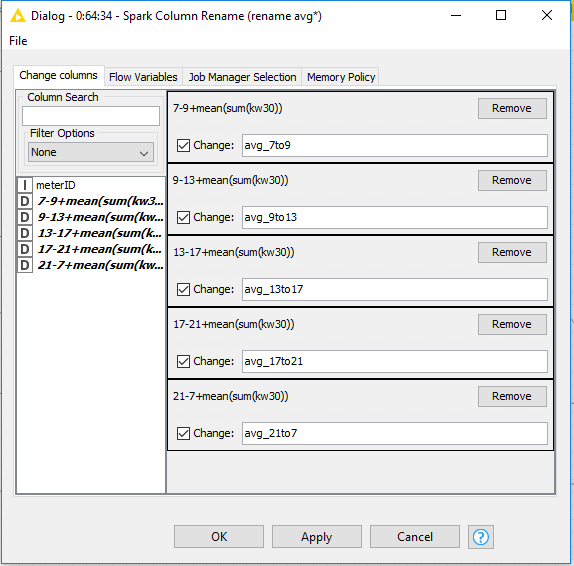 Dialog - 0:64:34 - Spark Column Rename (rename avg*)
File
Change columns Flow Variables Job Manager Selection Memory Policy
Column Search
Filter Options
None
I meterID
D 7-9+mean(sum(kw3...
D 9-13+mean(sum(kw...
D 13-17+mean(sum(k...
D 17-21+mean(sum(k...
D 21-7+mean(sum(kw...
7-9+mean(sum(kw30)) Remove
Change: avg_7to9
9-13+mean(sum(kw30)) Remove
Change: avg_9to13
13-17+mean(sum(kw30)) Remove
Change: avg_13to17
17-21+mean(sum(kw30)) Remove
Change: avg_17to21
21-7+mean(sum(kw30)) Remove
Change: avg_21to7
OK Apply Cancel ?